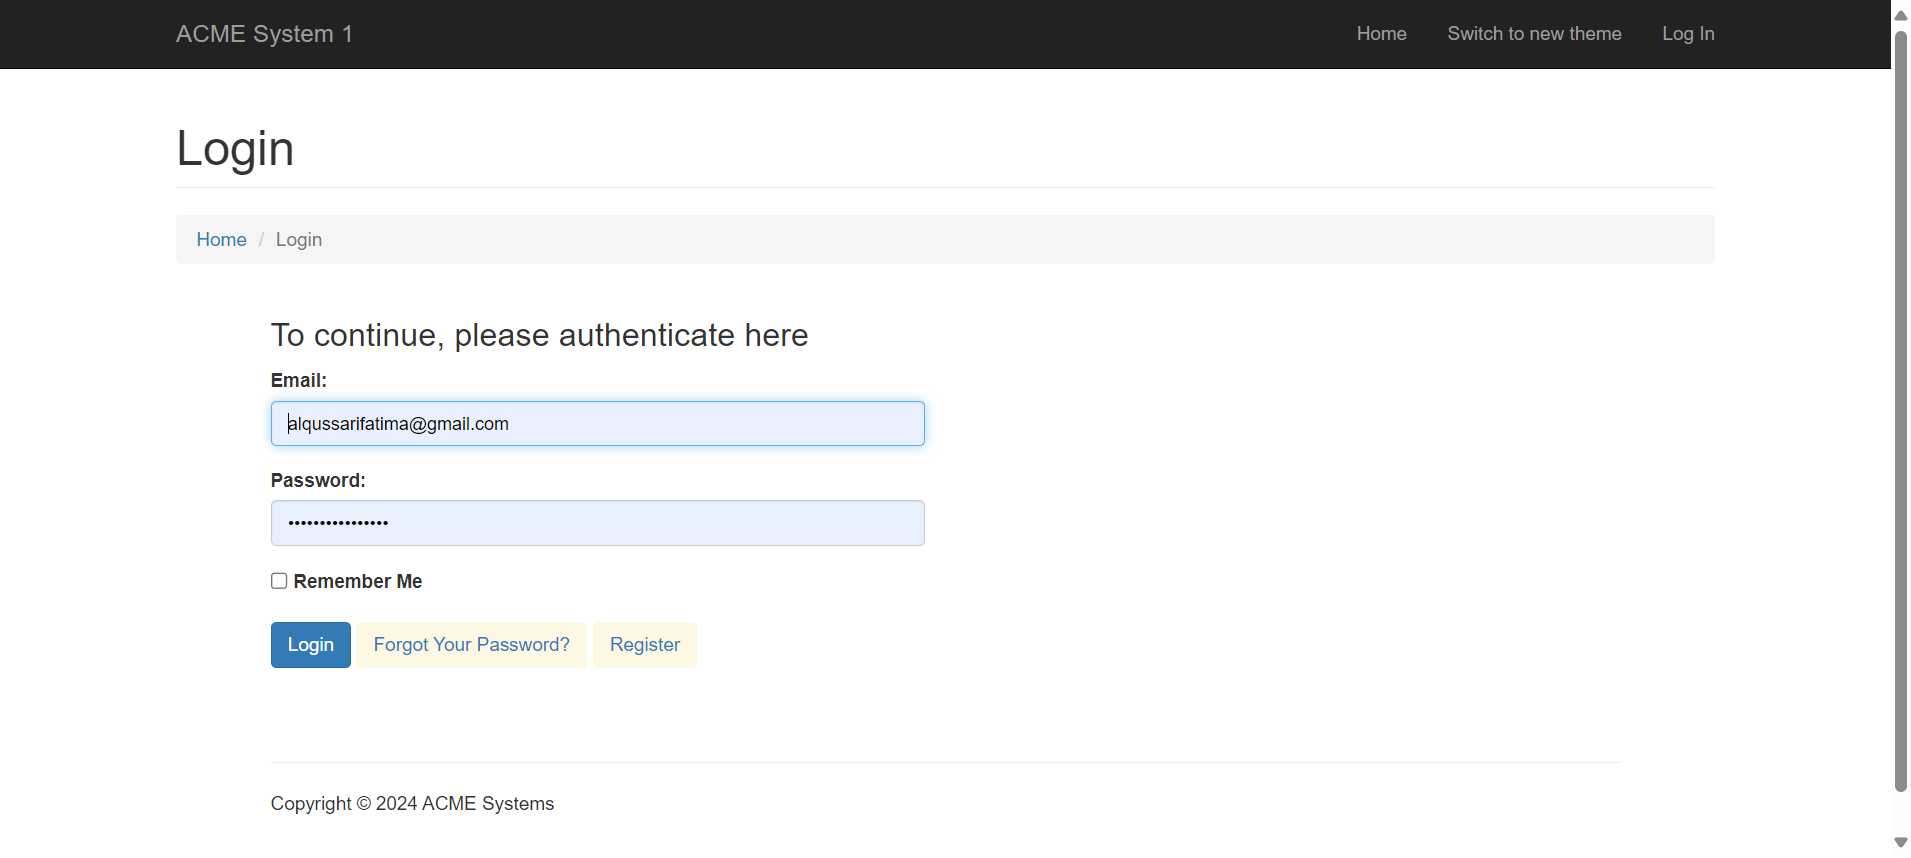 ACME System 1 Home Switch to new theme Log In
Login
Home / Login
To continue, please authenticate here
Email:
alqussarifatima@gmail.com
Password:
••••••••••••••••
Remember Me
Login Forgot Your Password? Register
Copyright © 2024 ACME Systems